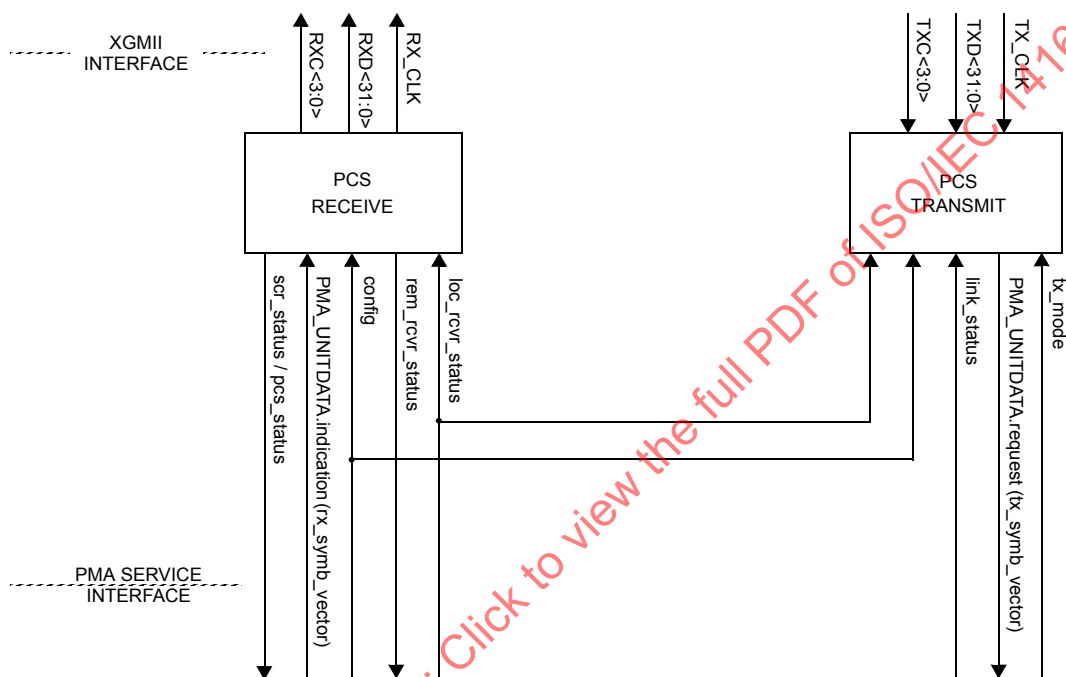 XGMII
INTERFACE
RXC<3:0>
RXD<31:0>
RX_CLK
TXC<3:0>
TXD<31:0>
TX_CLK
PCS
RECEIVE
PCS
TRANSMIT
scr_status / pcs_status
PMA_UNITDATA.indication (rx_symb_vector)
config
rem_rcvr_status
loc_rcvr_status
link_status
PMA_UNITDATA.request (tx_symb_vector)
tx_mode
PMA SERVICE
INTERFACE
Click to view the full PDF of ISO/IEC 1416